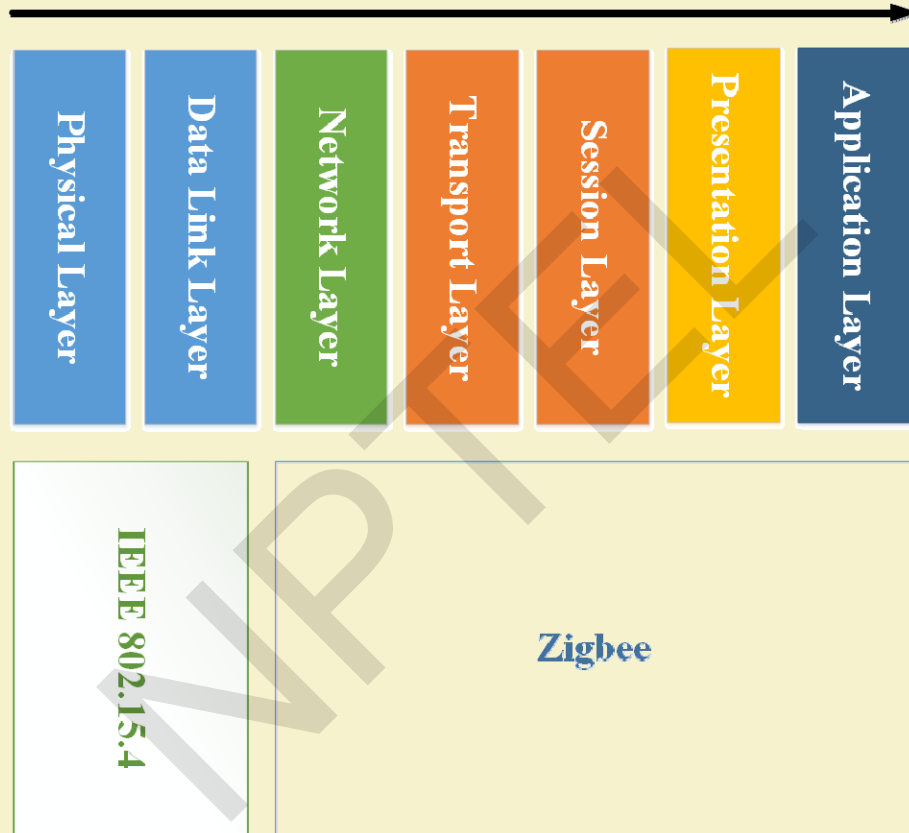 Physical Layer
Data Link Layer
Network Layer
Transport Layer
Session Layer
Presentation Layer
Application Layer
IEEE 802.15.4
Zigbee
NPTEL